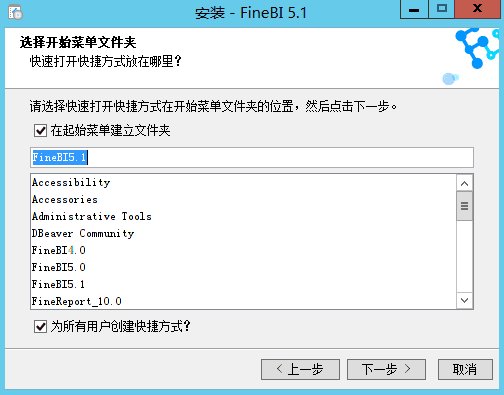 安装 - FineBI 5.1
选择开始菜单文件夹
快速打开快捷方式放在哪里?
请选择快速打开快捷方式在开始菜单文件夹的位置，然后点击下一步。
在起始菜单建立文件夹
FineBI5.1
Accessibility
Accessories
Administrative Tools
DBeaver Community
FineBI4.0
FineBI5.0
FineBI5.1
FineReport_10.0
为所有用户创建快捷方式?
< 上一步
下一步 >
取消